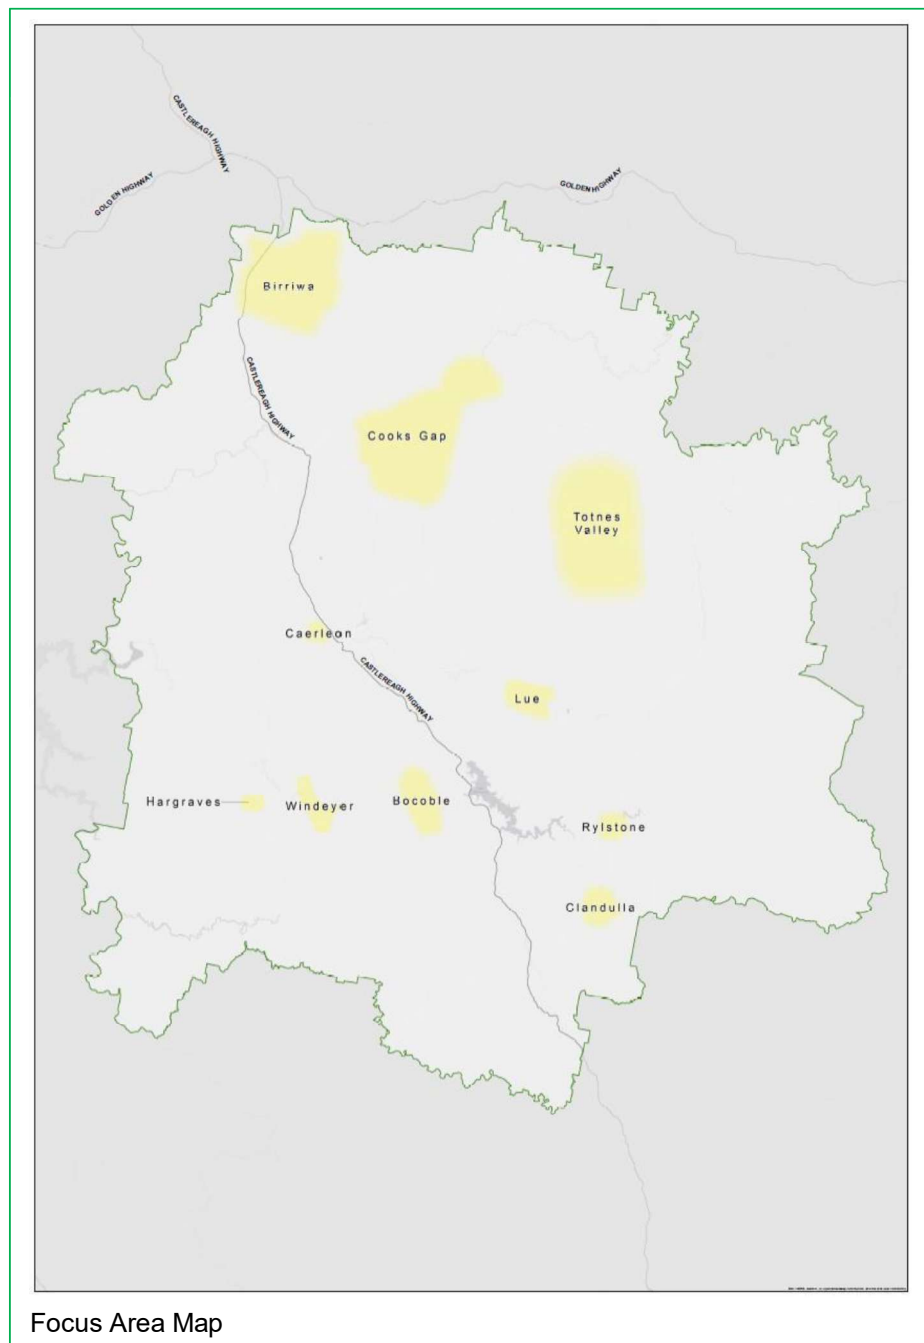 CASTLEREAGH HIGHWAY
GOLDEN HIGHWAY
GOLDEN HIGHWAY
Birriwa
CASTLEREAGH HIGHWAY
Cooks Gap
Totnes
Valley
Caerleon
CASTLEREAGH HIGHWAY
Lue
Hargraves
Windeyer
Bocoble
Rylstone
Clandulla
Focus Area Map